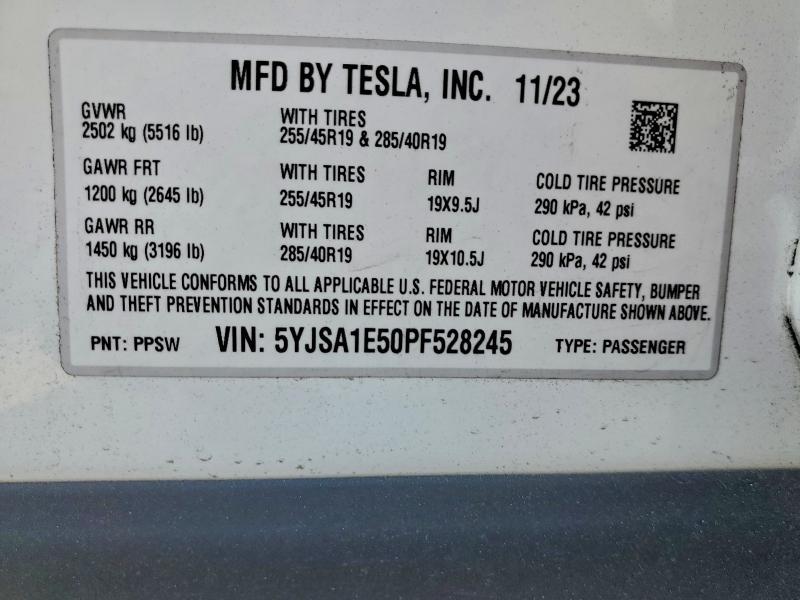 MFD BY TESLA, INC. 11/23
GVWR
2502 kg (5516 lb)
WITH TIRES
255/45R19 & 285/40R19
GAWR FRT
1200 kg (2645 lb)
WITH TIRES
255/45R19
RIM
19X9.5J
COLD TIRE PRESSURE
290 kPa, 42 psi
GAWR RR
1450 kg (3196 lb)
WITH TIRES
285/40R19
RIM
19X10.5J
COLD TIRE PRESSURE
290 kPa, 42 psi
THIS VEHICLE CONFORMS TO ALL APPLICABLE U.S. FEDERAL MOTOR VEHICLE SAFETY, BUMPER
AND THEFT PREVENTION STANDARDS IN EFFECT ON THE DATE OF MANUFACTURE SHOWN ABOVE.
PNT: PPSW VIN: 5YJSA1E50PF528245 TYPE: PASSENGER